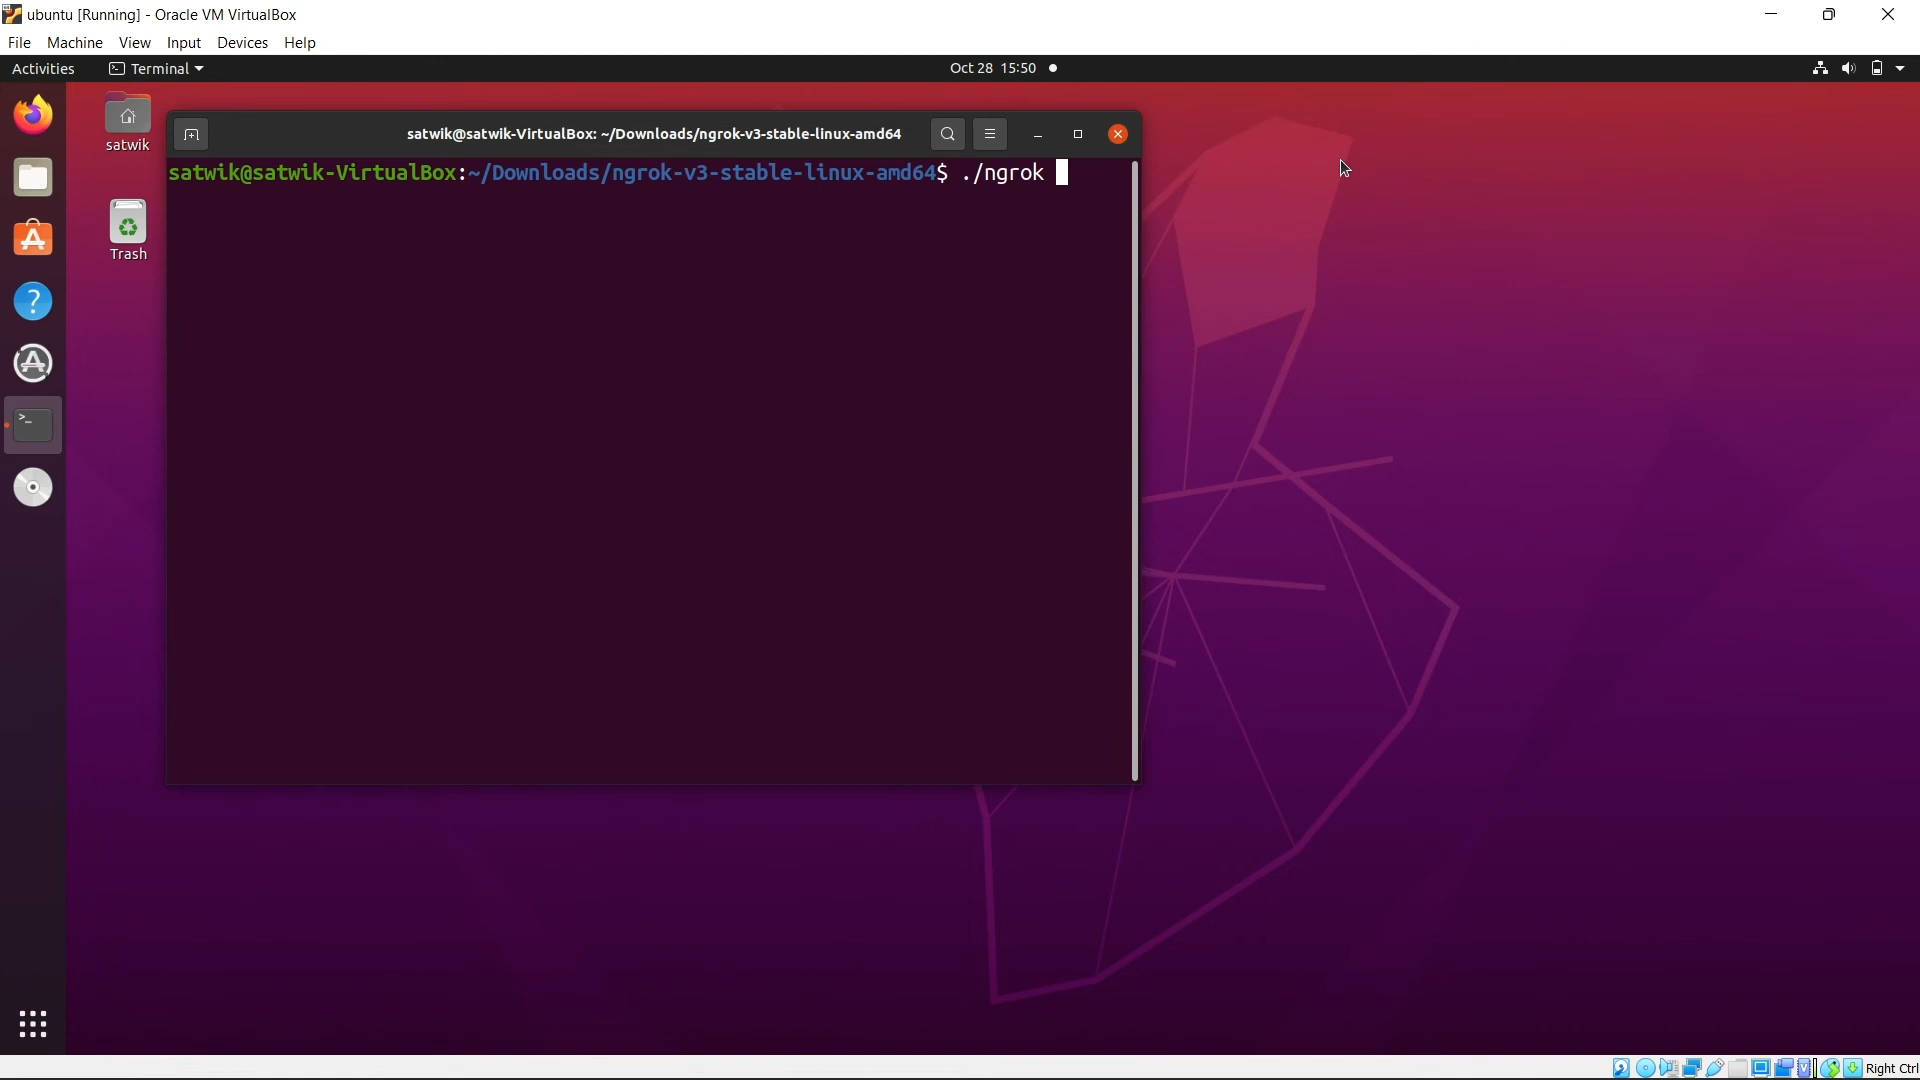 ubuntu [Running] - Oracle VM VirtualBox
File Machine View Input Devices Help
Activities Terminal Oct 28 15:50
satwik
satwik@satwik-VirtualBox: ~/Downloads/ngrok-v3-stable-linux-amd64
satwik@satwik-VirtualBox:~/Downloads/ngrok-v3-stable-linux-amd64$ ./ngrok
Trash
Right Ctrl